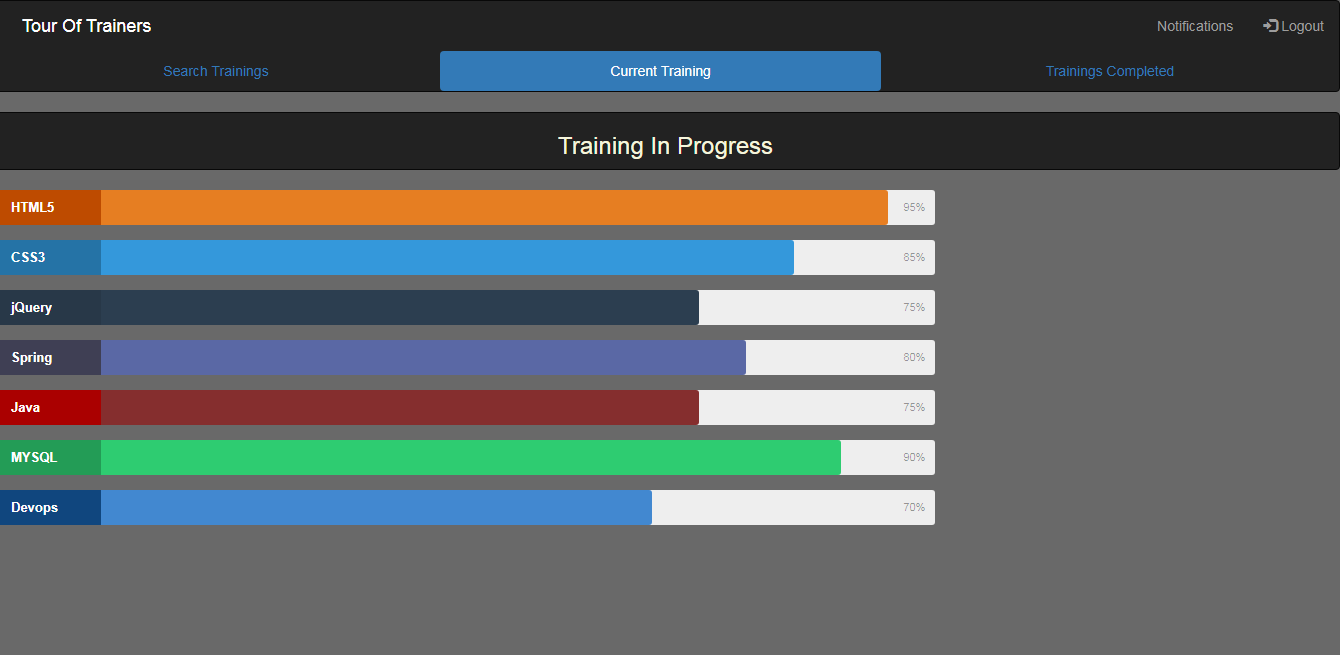 Tour Of Trainers Notifications Logout
Search Trainings Current Training Trainings Completed
Training In Progress
HTML5 95%
CSS3 85%
jQuery 75%
Spring 80%
Java 75%
MYSQL 90%
Devops 70%